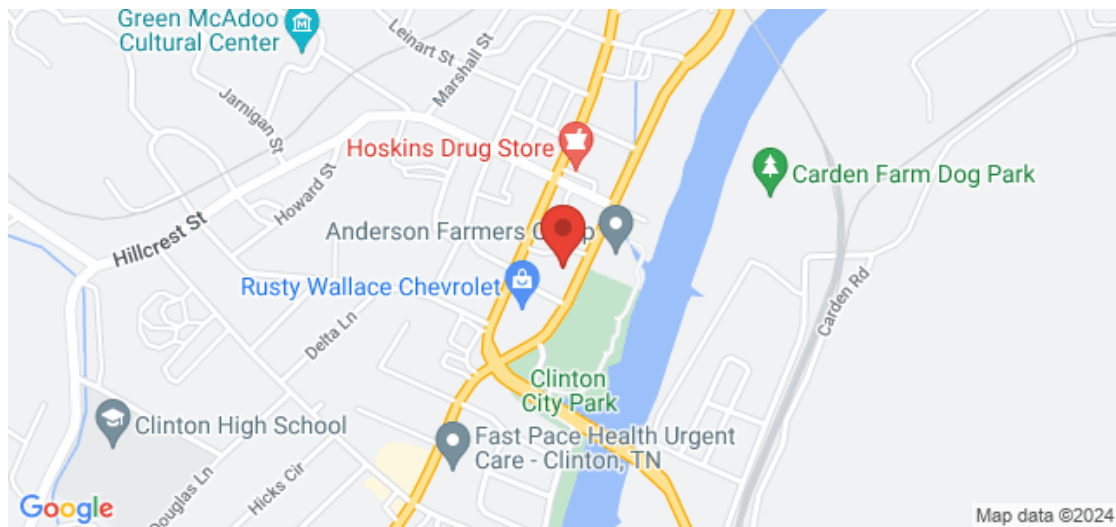 Green McAdoo
Cultural Center
Leinart St
Marshall St
Jarnigan St
Howard St
Hoskins Drug Store
Carden Farm Dog Park
Hillcrest St
Anderson Farmers
Rusty Wallace Chevrolet
Carden Rd
Delta Ln
Clinton
City Park
Clinton High School
Fast Pace Health Urgent
Care - Clinton, TN
Douglas Ln
Hicks Cir
Google
Map data ©2024